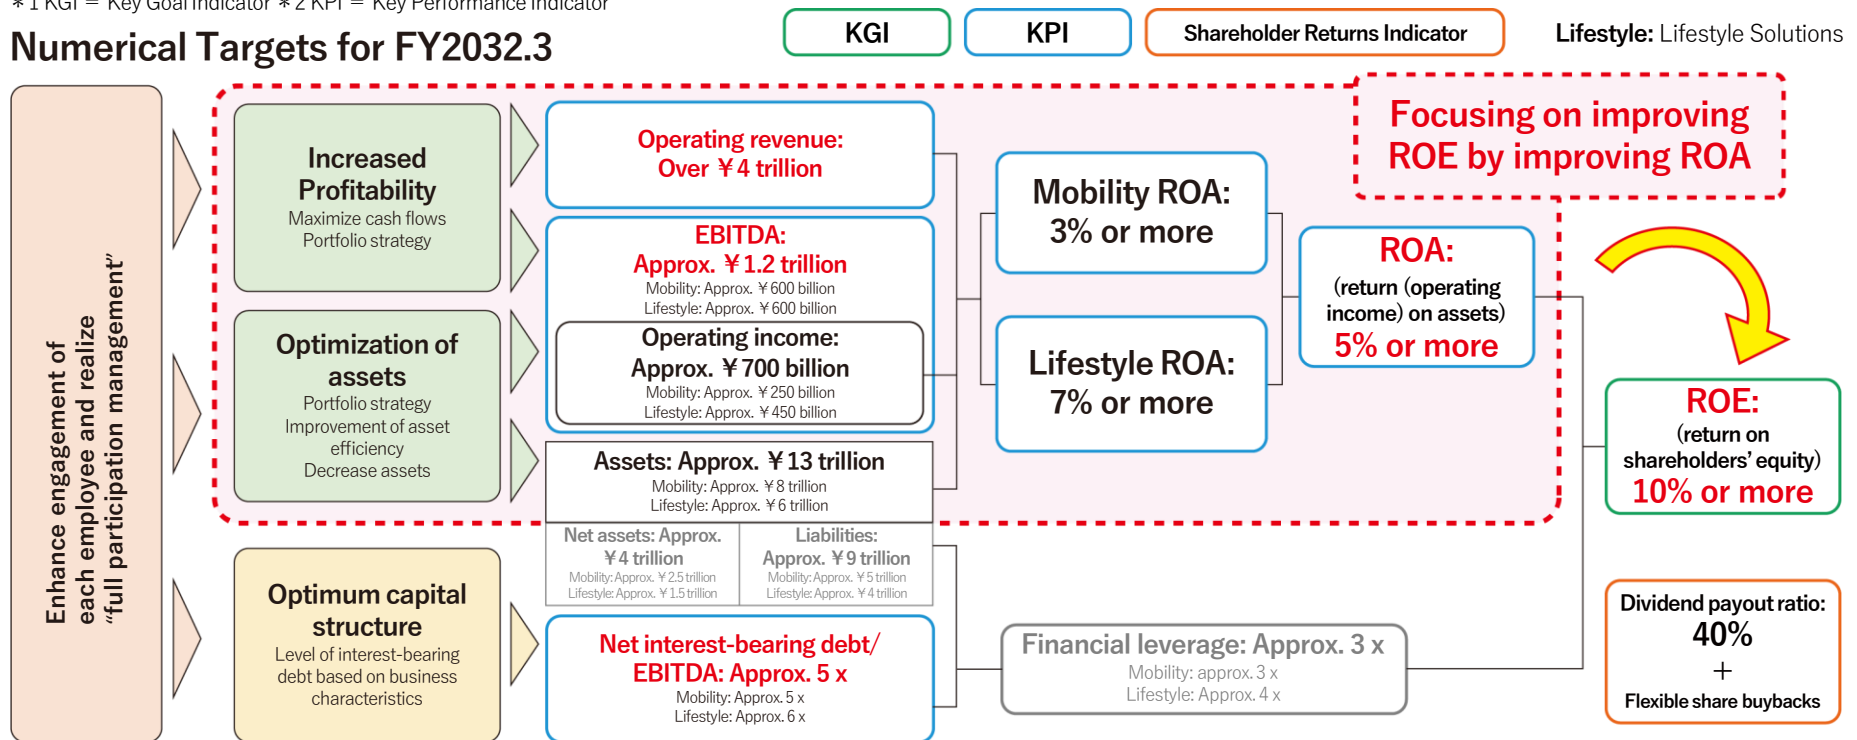 *1 KGI = Key Goal Indicator *2 KPI = Key Performance Indicator
Numerical Targets for FY2032.3
KGI
KPI
Shareholder Returns Indicator
Lifestyle: Lifestyle Solutions
Enhance engagement of
each employee and realize
“full participation management”
Increased
Profitability
Maximize cash flows
Portfolio strategy
Optimization of
assets
Portfolio strategy
Improvement of asset
efficiency
Decrease assets
Optimum capital
structure
Level of interest-bearing
debt based on business
characteristics
Operating revenue:
Over ¥4 trillion
EBITDA:
Approx. ¥1.2 trillion
Mobility: Approx. ¥600 billion
Lifestyle: Approx. ¥600 billion
Operating income:
Approx. ¥700 billion
Mobility: Approx. ¥250 billion
Lifestyle: Approx. ¥450 billion
Assets: Approx. ¥13 trillion
Mobility: Approx. ¥8 trillion
Lifestyle: Approx. ¥6 trillion
Net assets: Approx.
¥4 trillion
Mobility: Approx. ¥2.5 trillion
Lifestyle: Approx. ¥1.5 trillion
Liabilities:
Approx. ¥9 trillion
Mobility: Approx. ¥5 trillion
Lifestyle: Approx. ¥4 trillion
Net interest-bearing debt/
EBITDA: Approx. 5 x
Mobility: Approx. 5 x
Lifestyle: Approx. 6 x
Mobility ROA:
3% or more
Lifestyle ROA:
7% or more
Financial leverage: Approx. 3 x
Mobility: approx. 3 x
Lifestyle: Approx. 4 x
Focusing on improving
ROE by improving ROA
ROA:
(return (operating
income) on assets)
5% or more
ROE:
(return on
shareholders’ equity)
10% or more
Dividend payout ratio:
40%
+
Flexible share buybacks